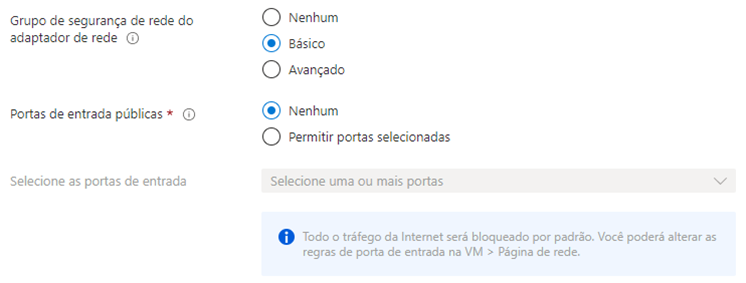 Grupo de segurança de rede do
adaptador de rede
Nenhum
Básico
Avançado
Portas de entrada públicas *
Nenhum
Permitir portas selecionadas
Selecione as portas de entrada
Selecione uma ou mais portas
Todo o tráfego da Internet será bloqueado por padrão. Você poderá alterar as
regras de porta de entrada na VM > Página de rede.